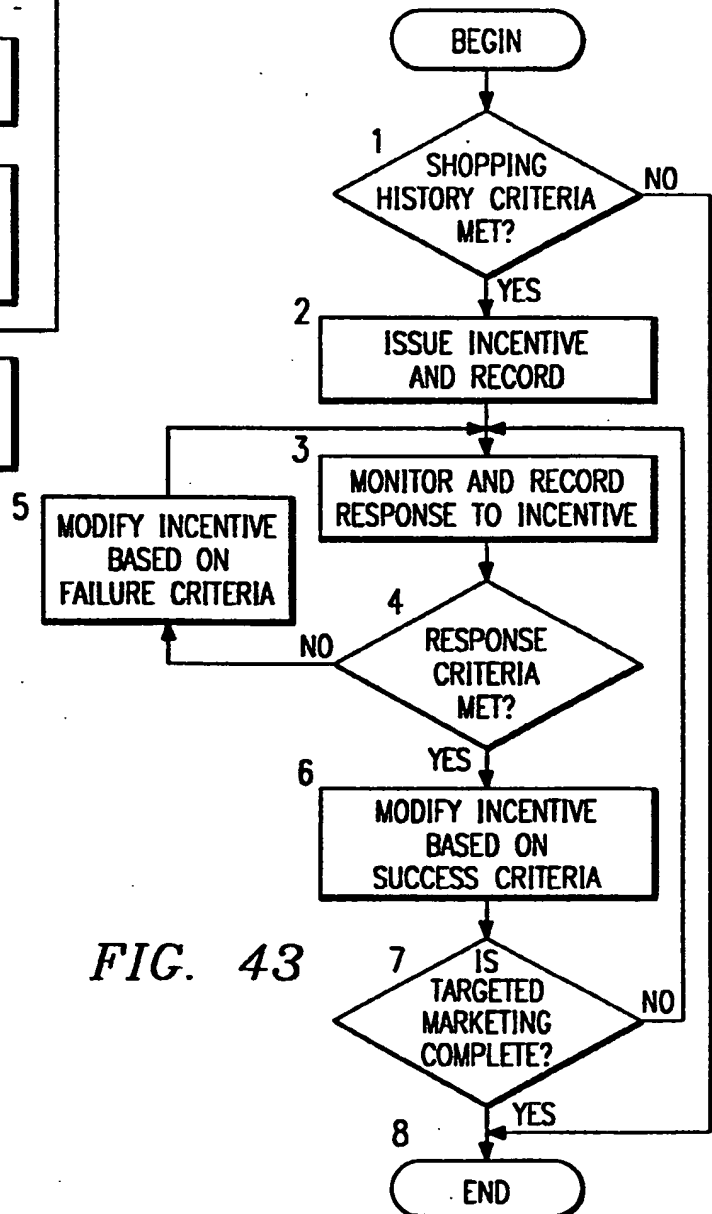 BEGIN
1
SHOPPING
HISTORY CRITERIA
MET?
NO
YES
2
ISSUE INCENTIVE
AND RECORD
3
MONITOR AND RECORD
RESPONSE TO INCENTIVE
5
MODIFY INCENTIVE
BASED ON
FAILURE CRITERIA
4
RESPONSE
CRITERIA
MET?
NO
YES
6
MODIFY INCENTIVE
BASED ON
SUCCESS CRITERIA
FIG. 43
7
IS
TARGETED
MARKETING
COMPLETE?
NO
YES
8
END